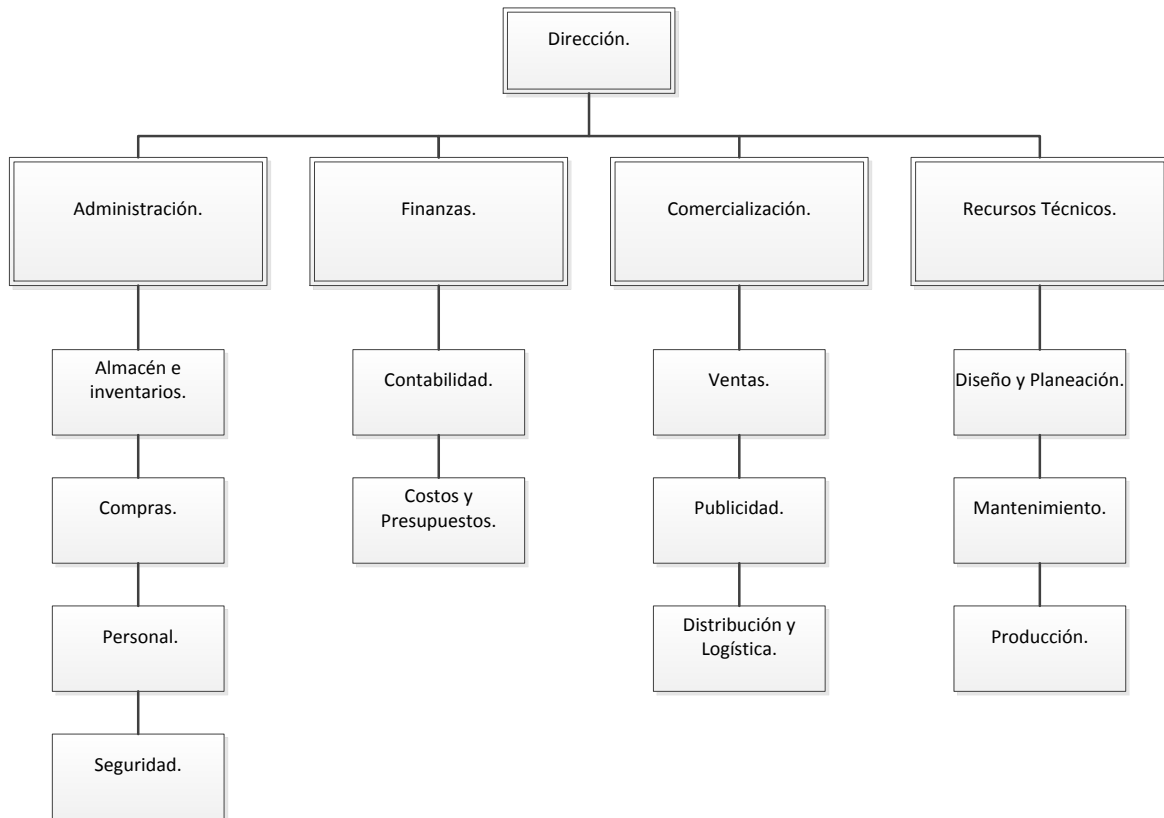 Dirección.
Administración.
Finanzas.
Comercialización.
Recursos Técnicos.
Almacén e
inventarios.
Contabilidad.
Ventas.
Diseño y Planeación.
Compras.
Costos y
Presupuestos.
Publicidad.
Mantenimiento.
Personal.
Distribución y
Logística.
Producción.
Seguridad.